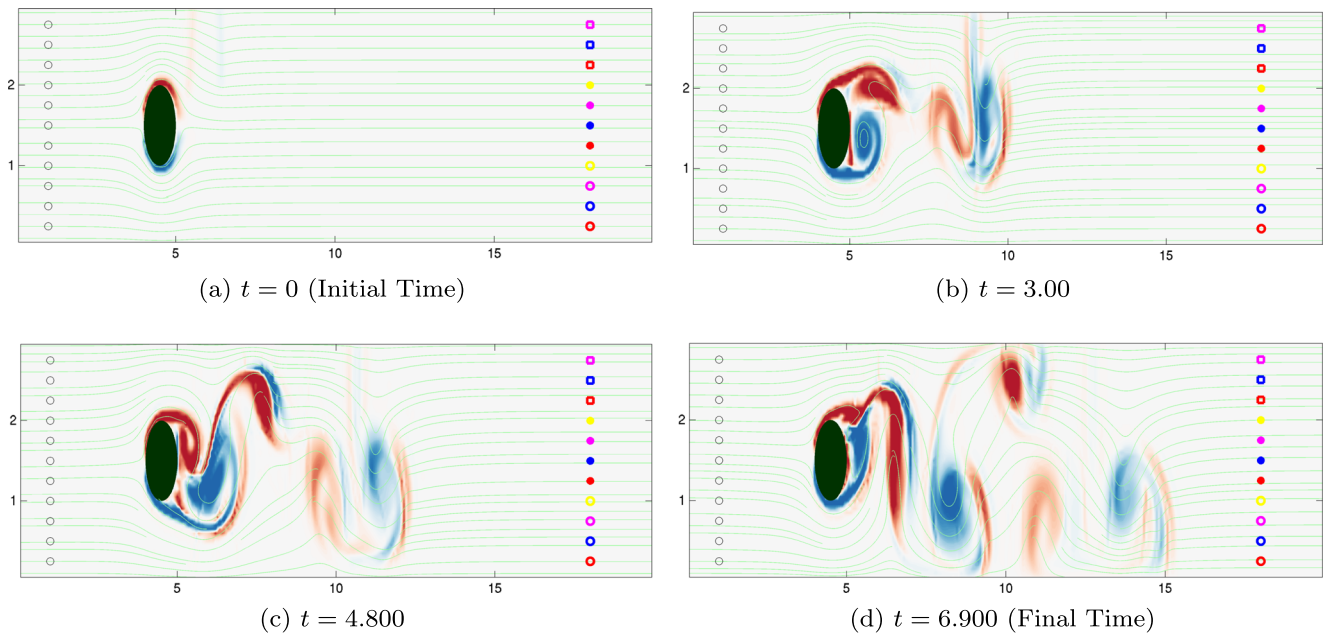 2
1
5 10 15
(a) t = 0 (Initial Time)
2
1
5 10 15
(b) t = 3.00
2
1
5 10 15
(c) t = 4.800
2
1
5 10 15
(d) t = 6.900 (Final Time)